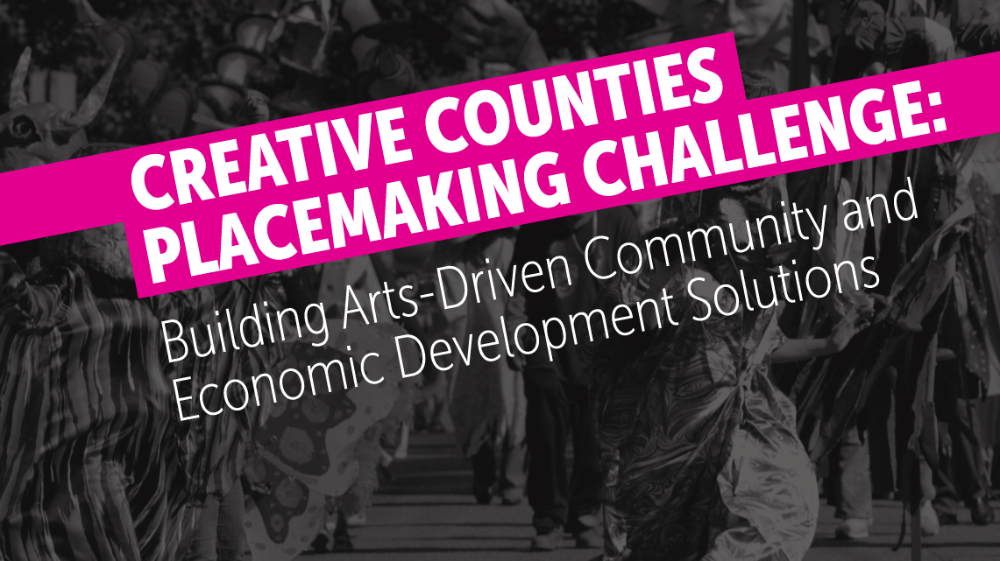 CREATIVE COUNTIES
PLACEMAKING CHALLENGE:
Building Arts-Driven Community and
Economic Development Solutions